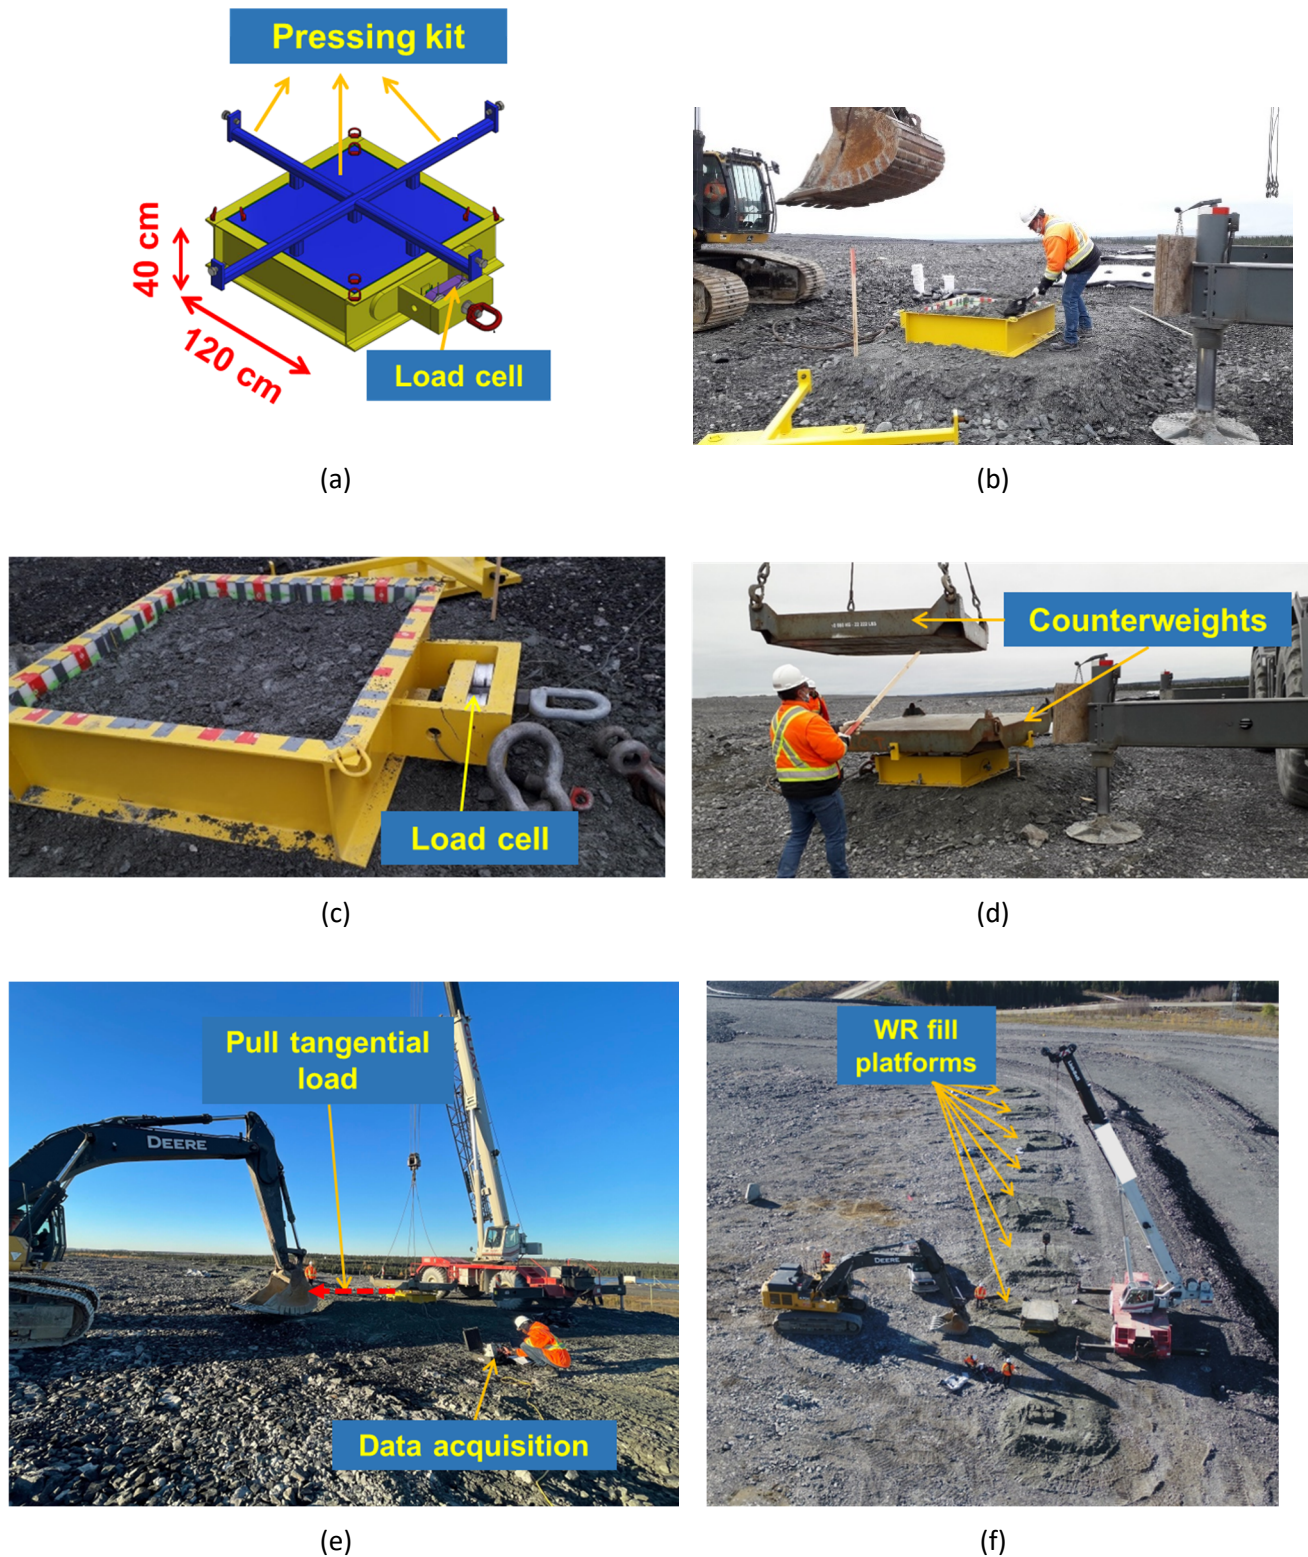 Pressing kit
40 cm
120 cm
Load cell
(a)
(b)
Load cell
(c)
Counterweights
(d)
Pull tangential
load
DEERE
Data acquisition
(e)
WR fill
platforms
DEERE
(f)